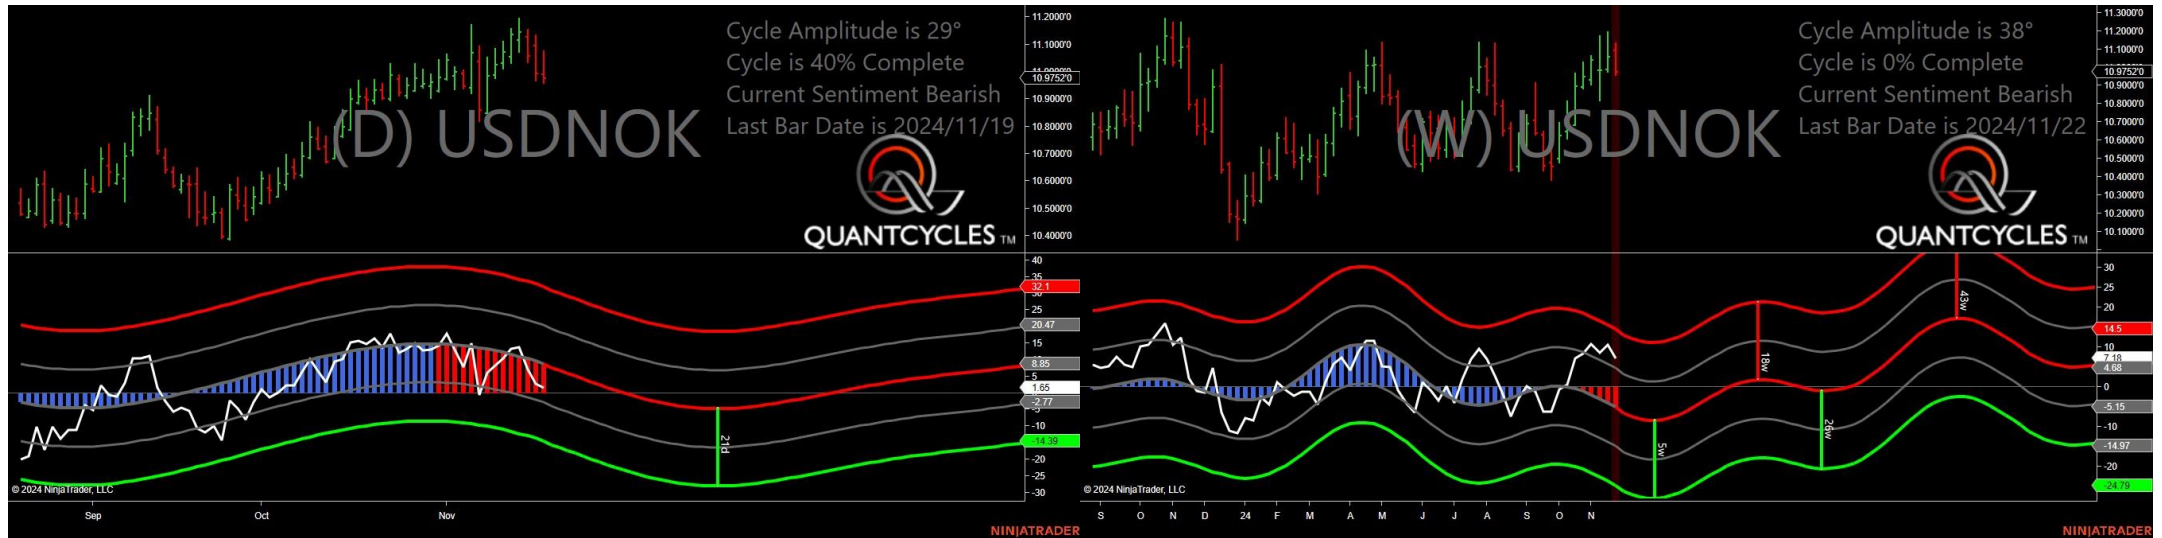 Cycle Amplitude is 29°
Cycle is 40% Complete
Current Sentiment Bearish
Last Bar Date is 2024/11/19
(D) USDNOK
QUANTCYCLES TM
11.2000'0
11.1000'0
10.9752'0
10.9000'0
10.8000'0
10.7000'0
10.6000'0
10.5000'0
10.4000'0
40
35
32.1
30
25
20.47
15
8.85
5
1.65
-2.77
-10
-14.39
-20
-25
-30
21d
© 2024 NinjaTrader, LLC
Sep
Oct
Nov
NINJATRADER
Cycle Amplitude is 38°
Cycle is 0% Complete
Current Sentiment Bearish
Last Bar Date is 2024/11/22
(W) USDNOK
QUANTCYCLES TM
11.3000'0
11.2000'0
11.1000'0
10.9752'0
10.9000'0
10.8000'0
10.7000'0
10.6000'0
10.5000'0
10.4000'0
10.3000'0
10.2000'0
10.1000'0
30
25
20
14.5
10
7.18
4.68
0
-5.15
-10
-14.97
-20
-24.79
18w
43w
5w
26w
© 2024 NinjaTrader, LLC
S O N D 24 F M A M J J A S O N
NINJATRADER